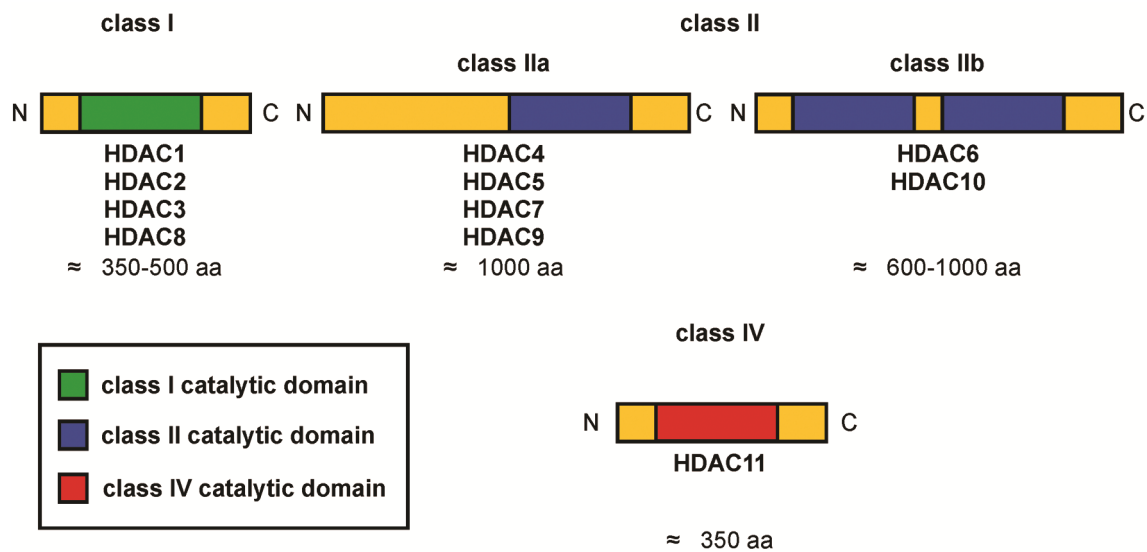 class I
class II
class IIa
class IIb
N
C
N
C
N
C
HDAC1
HDAC2
HDAC3
HDAC8
≈ 350-500 aa
HDAC4
HDAC5
HDAC7
HDAC9
≈ 1000 aa
HDAC6
HDAC10
≈ 600-1000 aa
class IV
class I catalytic domain
class II catalytic domain
class IV catalytic domain
N
C
HDAC11
≈ 350 aa